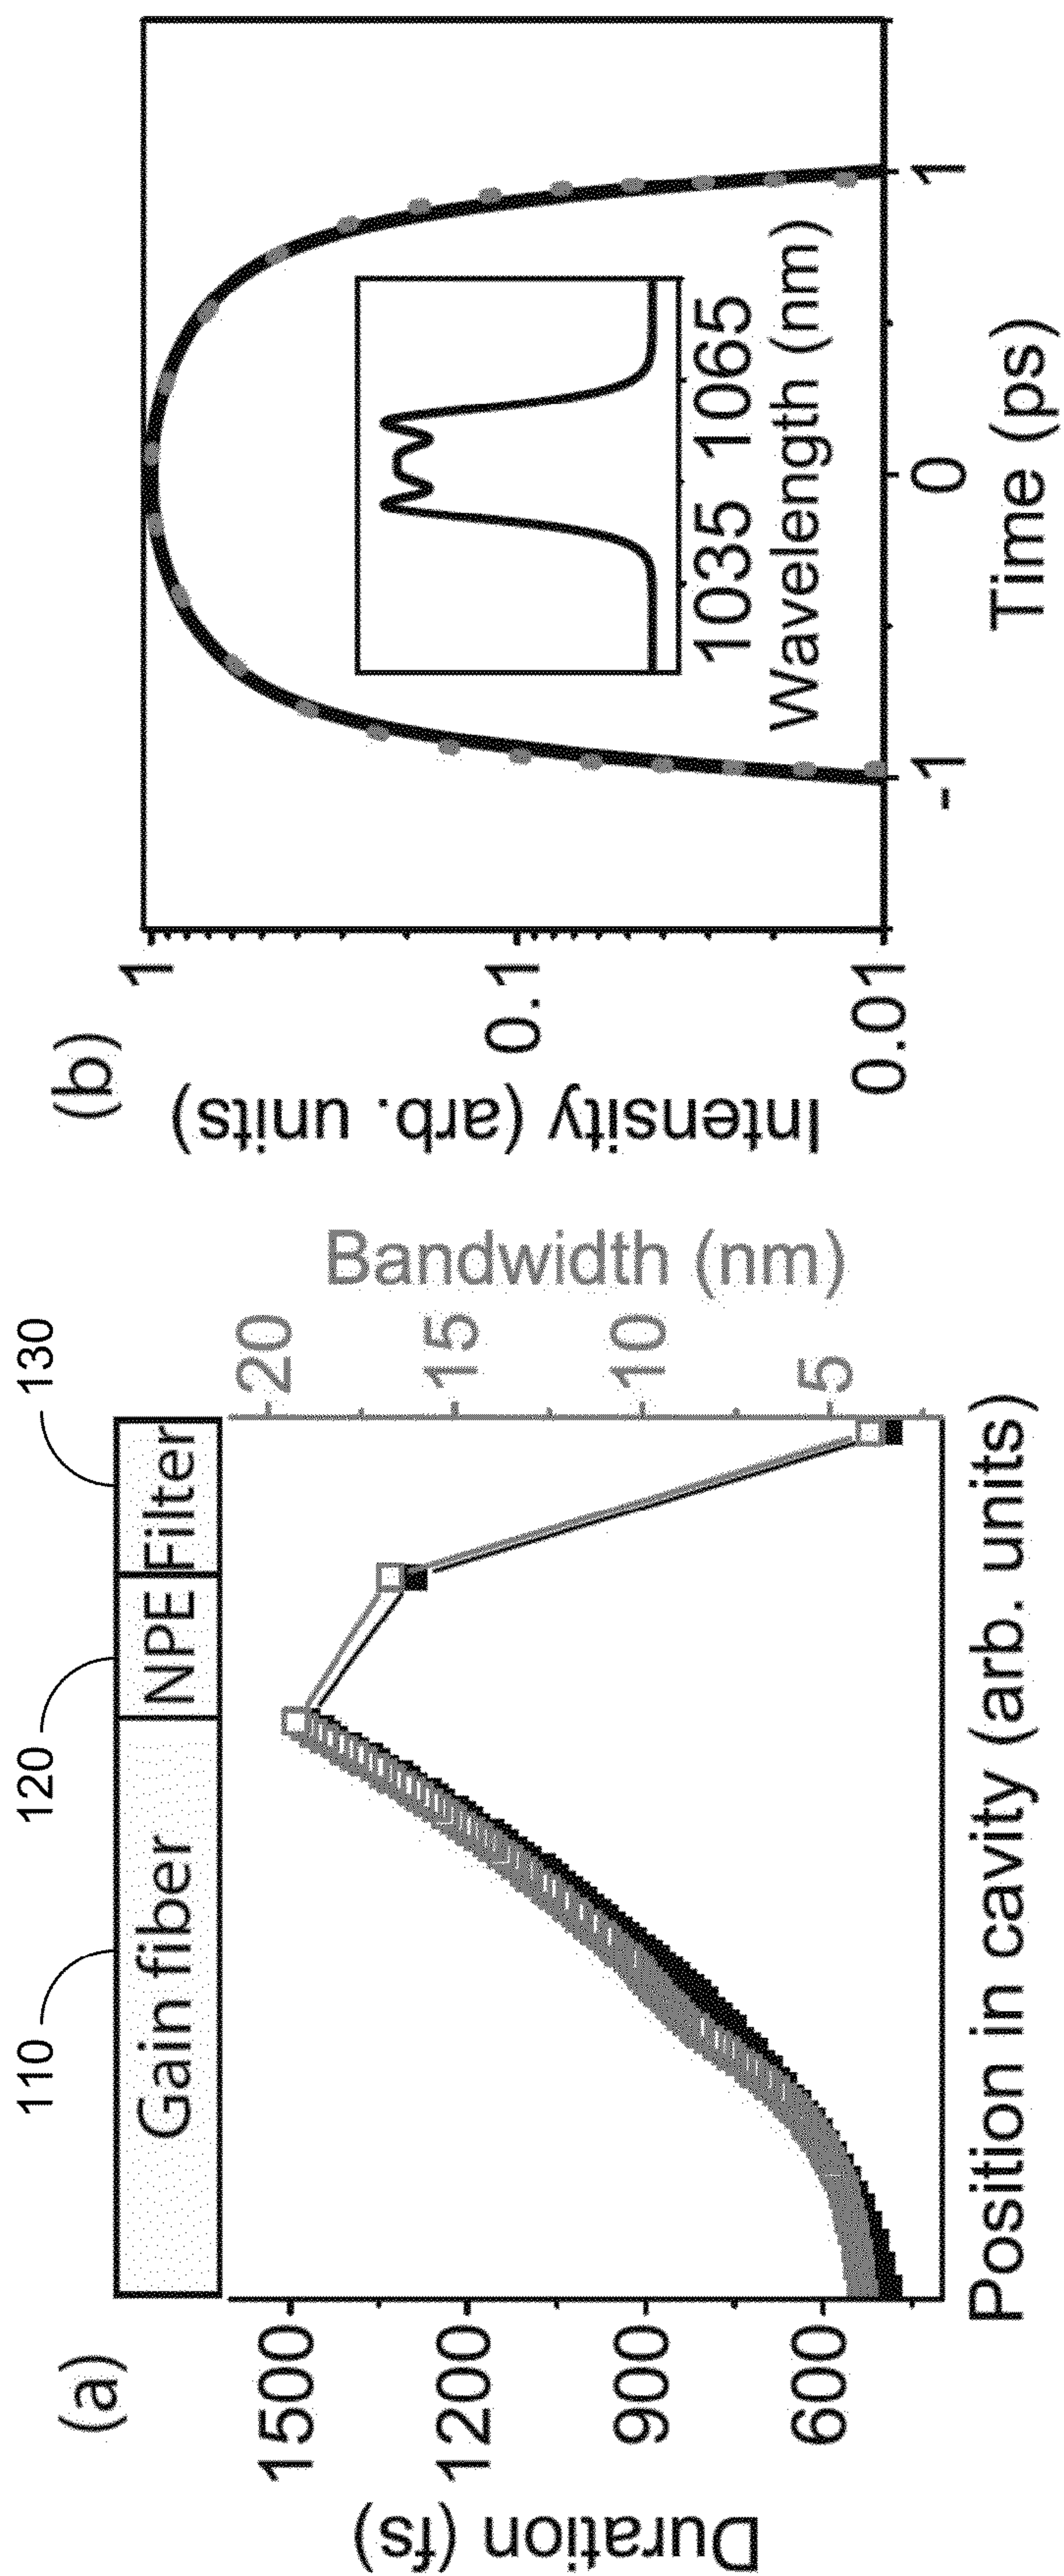 (a)
110
120
130
Gain fiber
NPE
Filter
Duration (fs)
1500
1200
900
600
Bandwidth (nm)
20
15
10
5
Position in cavity (arb. units)
(b)
Intensity (arb. units)
1
0.1
0.01
1035 1065
Wavelength (nm)
-1 0 1
Time (ps)